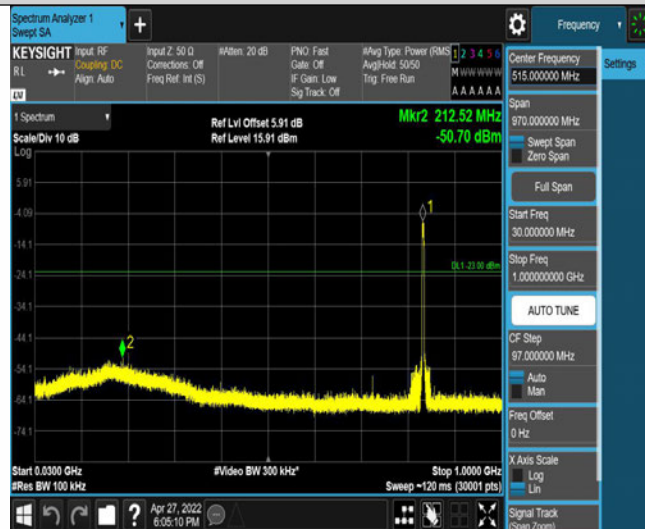 Spectrum Analyzer 1
Swept SA
Frequency
KEYSIGHT
RL
Input: RF
Coupling: DC
Align: Auto
Input Z: 50 Ω
Corrections: Off
Freq Ref: Int (S)
#Atten: 20 dB
PNO: Fast
Gate: Off
IF Gain: Low
Sig Track: Off
#Avg Type: Power (RMS
Avg|Hold: 50/50
Trig: Free Run
1 2 3 4 5 6
M W W W W W
A A A A A A
LXI
1 Spectrum
Scale/Div 10 dB
Log
Ref Lvl Offset 5.91 dB
Ref Level 15.91 dBm
Mkr2 212.52 MHz
-50.70 dBm
5.91
-4.09
-14.1
-24.1
-34.1
-44.1
-54.1
-64.1
-74.1
1
2
DL1 -23.00 dBm
Start 0.0300 GHz
#Res BW 100 kHz
#Video BW 300 kHz*
Stop 1.0000 GHz
Sweep ~120 ms (30001 pts)
Apr 27, 2022
6:05:10 PM
Settings
Center Frequency
515.000000 MHz
Span
970.000000 MHz
Swept Span
Zero Span
Full Span
Start Freq
30.000000 MHz
Stop Freq
1.000000000 GHz
AUTO TUNE
CF Step
97.000000 MHz
Auto
Man
Freq Offset
0 Hz
X Axis Scale
Log
Lin
Signal Track
(Span Zoom)